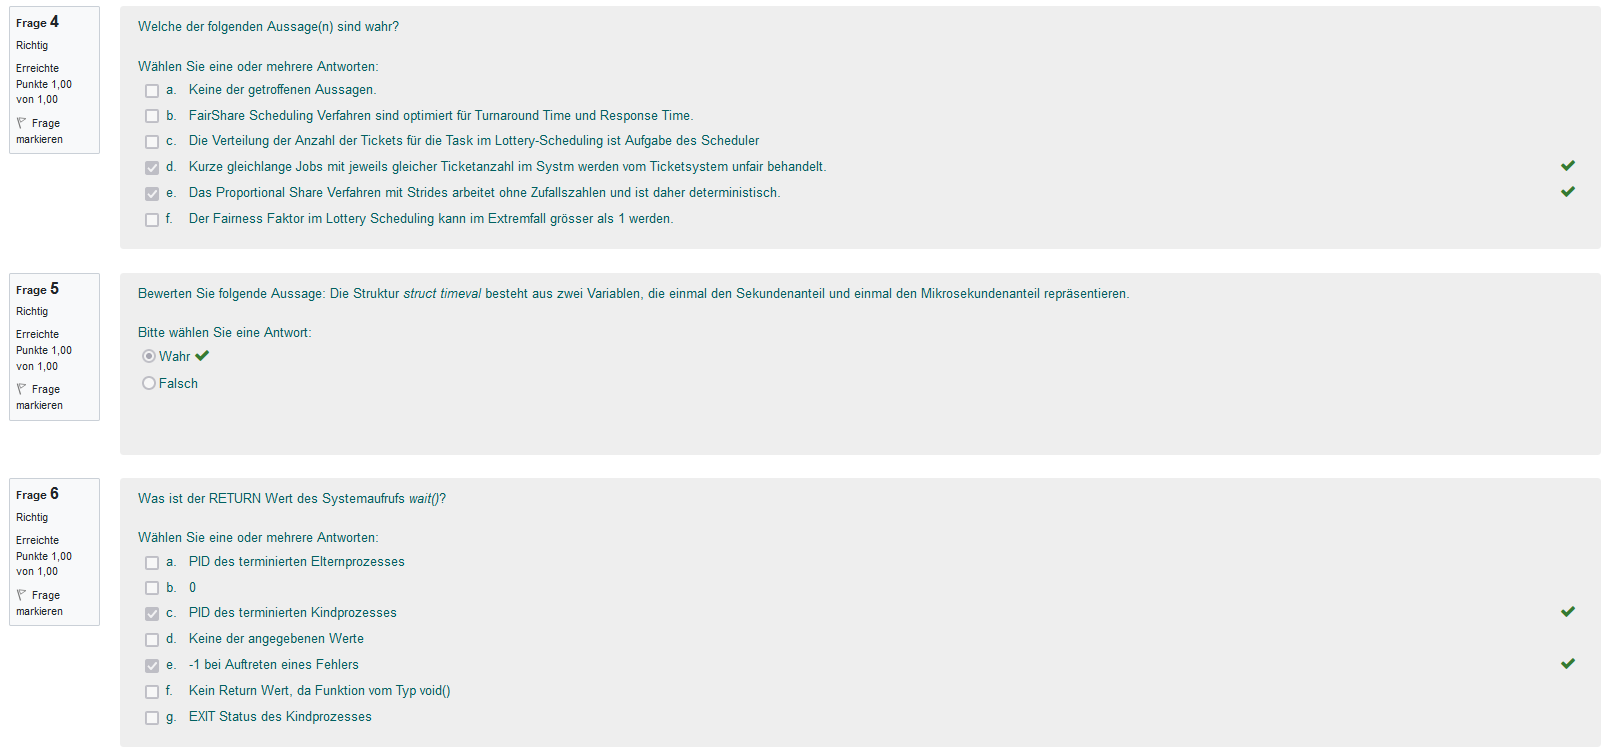 Frage 4
Richtig
Erreichte
Punkte 1,00
von 1,00
Frage
markieren
Welche der folgenden Aussage(n) sind wahr?
Wählen Sie eine oder mehrere Antworten:
a. Keine der getroffenen Aussagen.
b. FairShare Scheduling Verfahren sind optimiert für Turnaround Time und Response Time.
c. Die Verteilung der Anzahl der Tickets für die Task im Lottery-Scheduling ist Aufgabe des Scheduler
d. Kurze gleichlange Jobs mit jeweils gleicher Ticketanzahl im Systm werden vom Ticketsystem unfair behandelt.
e. Das Proportional Share Verfahren mit Strides arbeitet ohne Zufallszahlen und ist daher deterministisch.
f. Der Fairness Faktor im Lottery Scheduling kann im Extremfall grösser als 1 werden.
Frage 5
Richtig
Erreichte
Punkte 1,00
von 1,00
Frage
markieren
Bewerten Sie folgende Aussage: Die Struktur struct timeval besteht aus zwei Variablen, die einmal den Sekundenanteil und einmal den Mikrosekundenanteil repräsentieren.
Bitte wählen Sie eine Antwort:
Wahr
Falsch
Frage 6
Richtig
Erreichte
Punkte 1,00
von 1,00
Frage
markieren
Was ist der RETURN Wert des Systemaufrufs wait()?
Wählen Sie eine oder mehrere Antworten:
a. PID des terminierten Elternprozesses
b. 0
c. PID des terminierten Kindprozesses
d. Keine der angegebenen Werte
e. -1 bei Auftreten eines Fehlers
f. Kein Return Wert, da Funktion vom Typ void()
g. EXIT Status des Kindprozesses